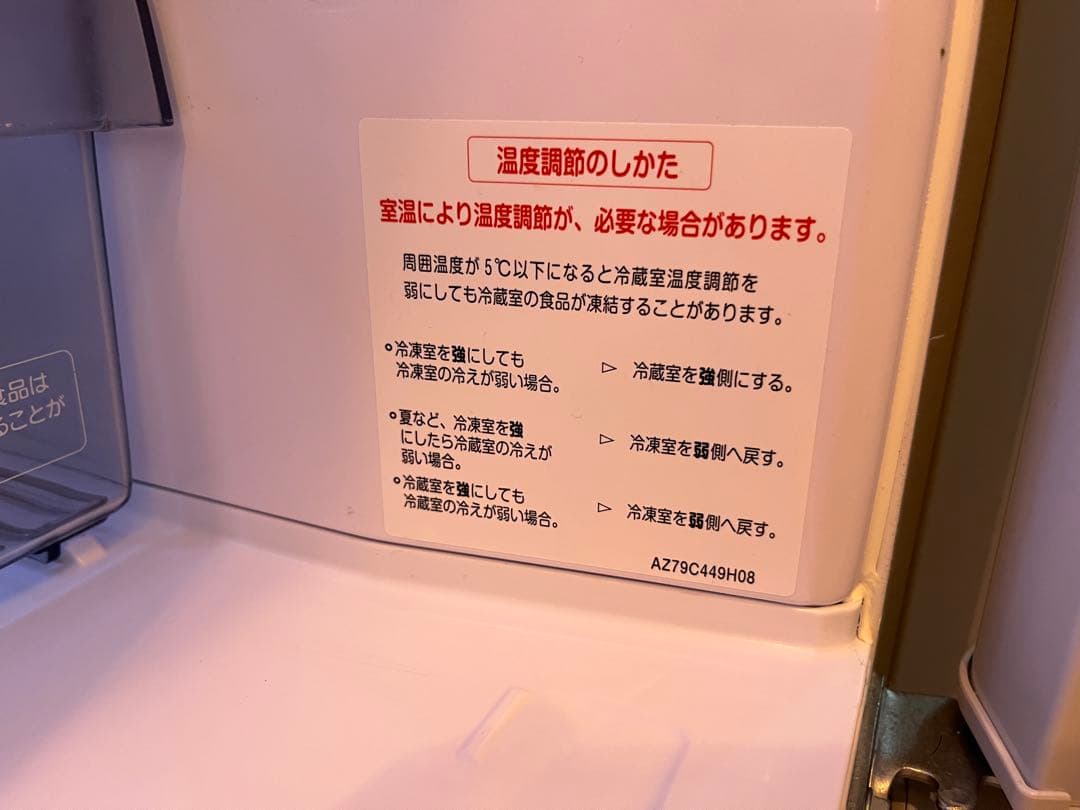 温度調節のしかた
室温により温度調節が、必要な場合があります。
周囲温度が5℃以下になると冷蔵室温度調節を
弱にしても冷蔵室の食品が凍結することがあります。
冷凍室を強にしても
冷凍室の冷えが弱い場合。
▷ 冷蔵室を強側にする。
夏など、冷凍室を強
にしたら冷蔵室の冷えが
弱い場合。
▷ 冷凍室を弱側へ戻す。
冷蔵室を強にしても
冷蔵室の冷えが弱い場合。
▷ 冷凍室を弱側へ戻す。
AZ79C449H08
食品は
ることが